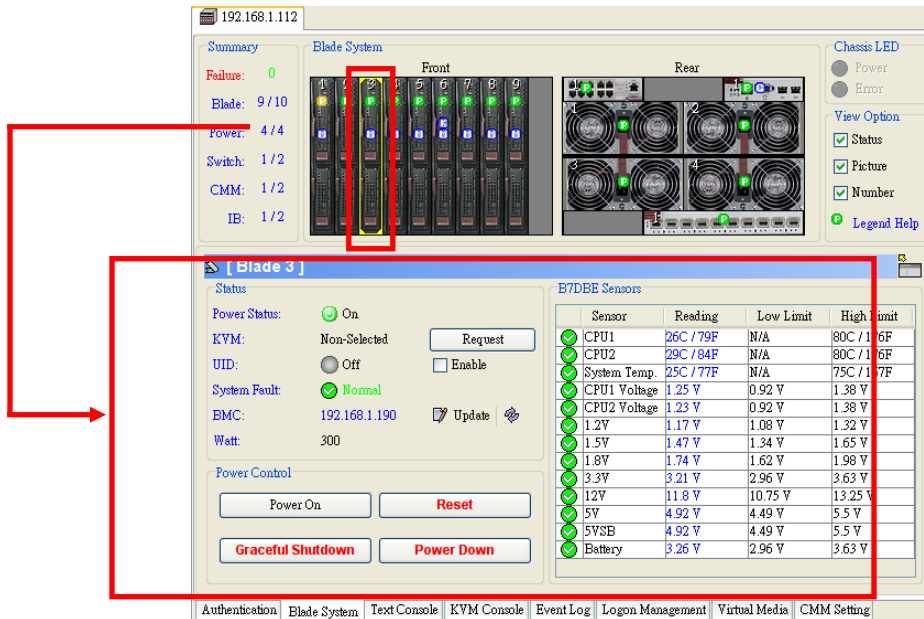 192.168.1.112
Summary
Failure: 0
Blade: 9/10
Power: 4/4
Switch: 1/2
CMM: 1/2
IB: 1/2
Blade System
Front
1 2 3 4 5 6 7 8 9
Rear
1 2
3 4
Chassis LED
Power
Error
View Option
Status
Picture
Number
Legend Help
[ Blade 3 ]
Status
Power Status: On
KVM: Non-Selected Request
UID: Off Enable
System Fault: Normal
BMC: 192.168.1.190 Update
Watt: 300
Power Control
Power On Reset
Graceful Shutdown Power Down
B7DBE Sensors
Sensor Reading Low Limit High Limit
CPU1 26C / 79F N/A 80C / 176F
CPU2 29C / 84F N/A 80C / 176F
System Temp. 25C / 77F N/A 75C / 167F
CPU1 Voltage 1.25 V 0.92 V 1.38 V
CPU2 Voltage 1.23 V 0.92 V 1.38 V
1.2V 1.17 V 1.08 V 1.32 V
1.5V 1.47 V 1.34 V 1.65 V
1.8V 1.74 V 1.62 V 1.98 V
3.3V 3.21 V 2.96 V 3.63 V
12V 11.8 V 10.75 V 13.25 V
5V 4.92 V 4.49 V 5.5 V
5VSB 4.92 V 4.49 V 5.5 V
Battery 3.26 V 2.96 V 3.63 V
Authentication Blade System Text Console KVM Console Event Log Logon Management Virtual Media CMM Setting